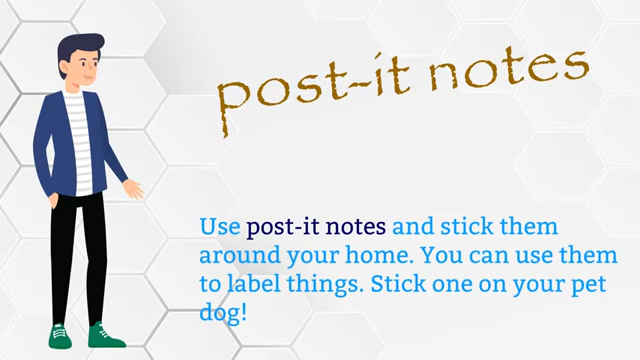 post-it notes
Use post-it notes and stick them
around your home. You can use them
to label things. Stick one on your pet
dog!